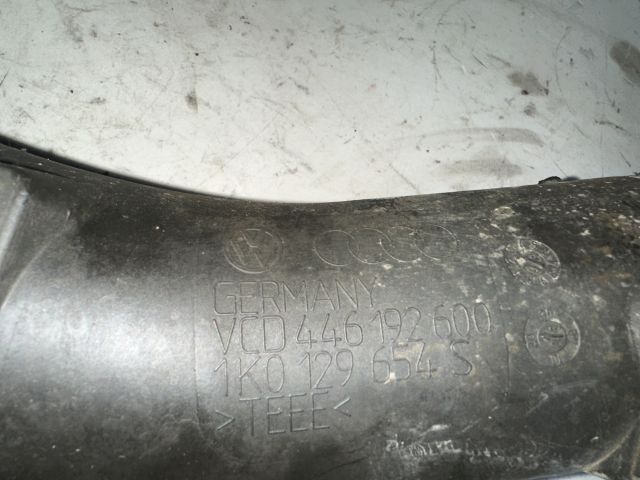 GERMANY
VCD 446 192 600
1K0 129 654 S
>TEEE<